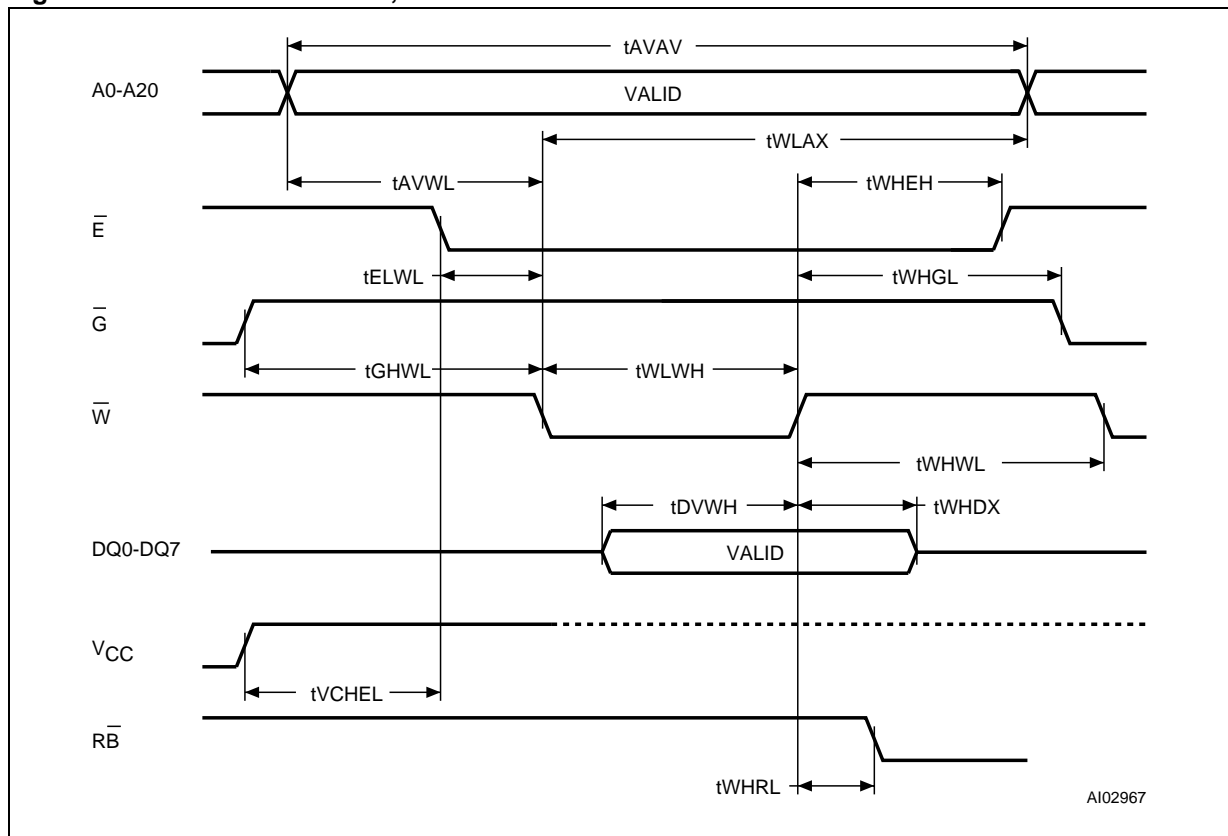 tAVAV
A0-A20
VALID
tWLAX
tAVWL
tWHEH
E̅
tELWL
tWHGL
G̅
tGHWL
tWLWH
W̅
tWHWL
tDVWH
tWHDX
DQ0-DQ7
VALID
VCC
tVCHEL
RB̅
tWHRL
AI02967